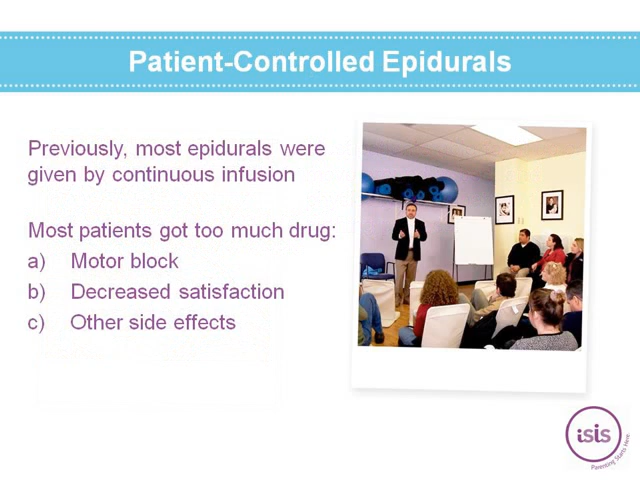 Patient-Controlled Epidurals
Previously, most epidurals were
given by continuous infusion
Most patients got too much drug:
a) Motor block
b) Decreased satisfaction
c) Other side effects
isis
Parenting Starts Here.